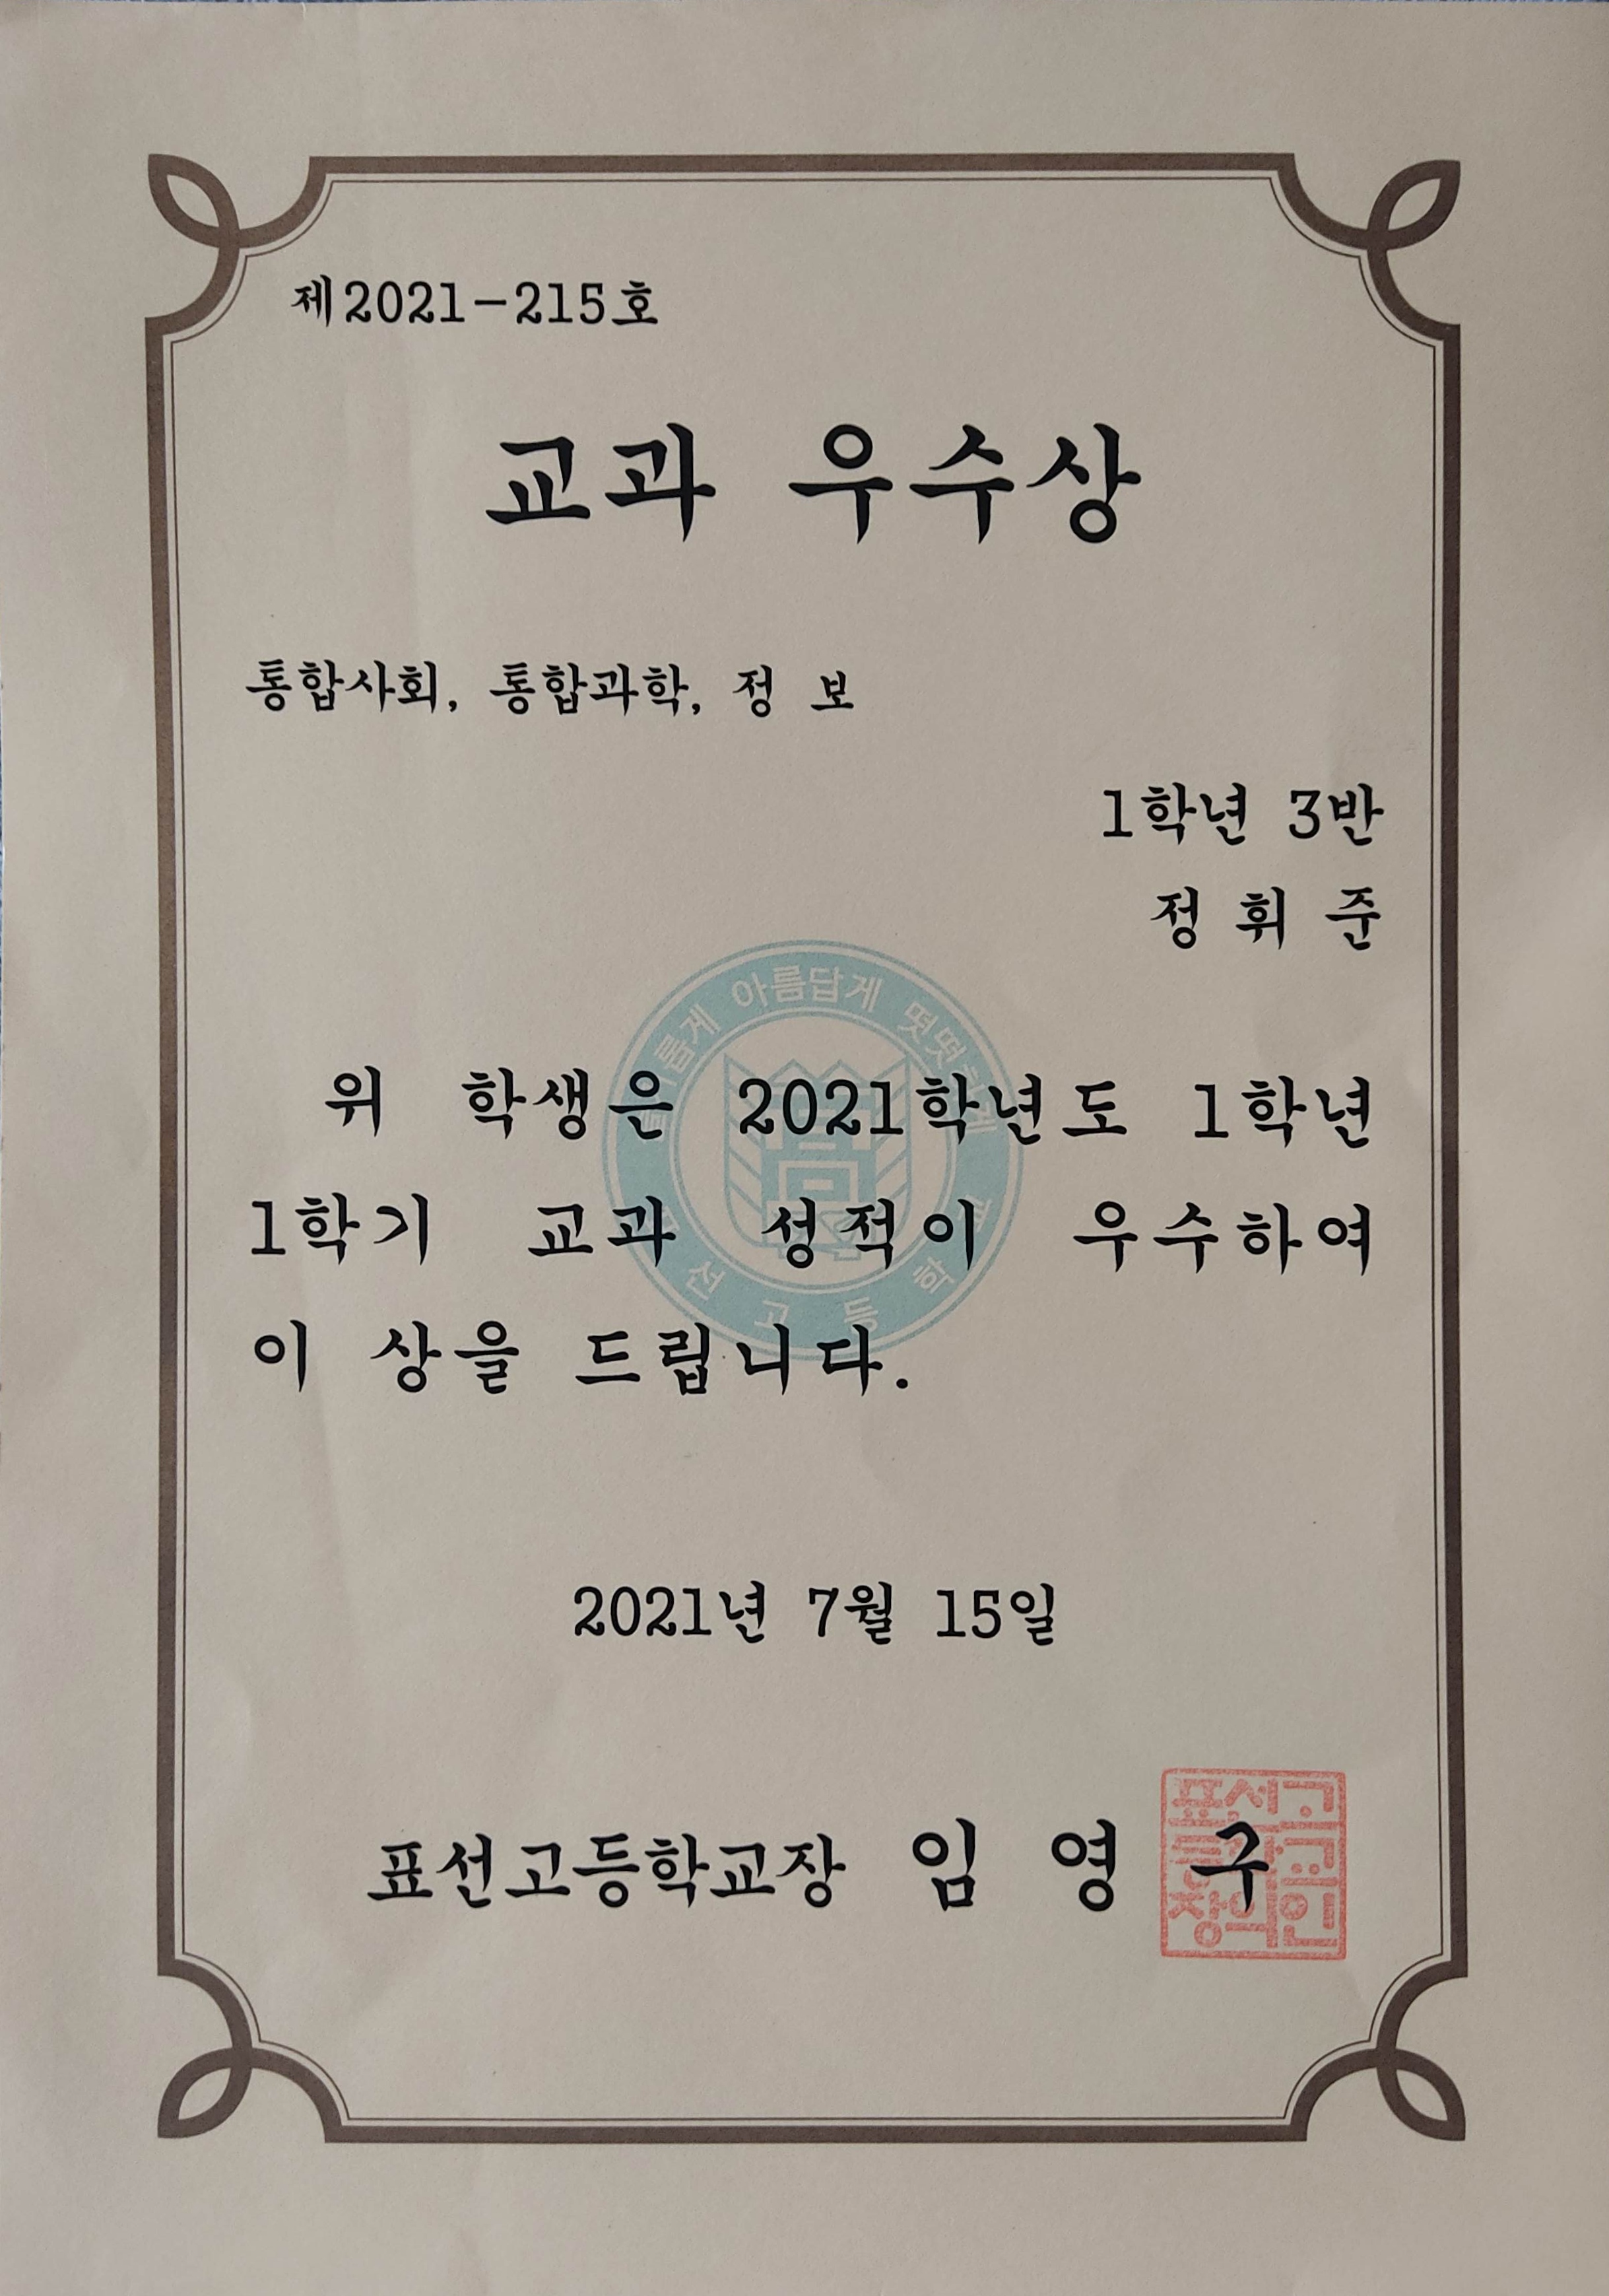 제2021-215호
교과 우수상
통합사회, 통합과학, 정 보
1학년 3반
정 휘 준
아름답게 떳떳하게
위 학생은 2021학년도 1학년
1학기 교과 성적이 우수하여
이 상을 드립니다.
선 고 등 학
2021년 7월 15일
표선고등학교장 임 영 구
표선고
등학교
장의인